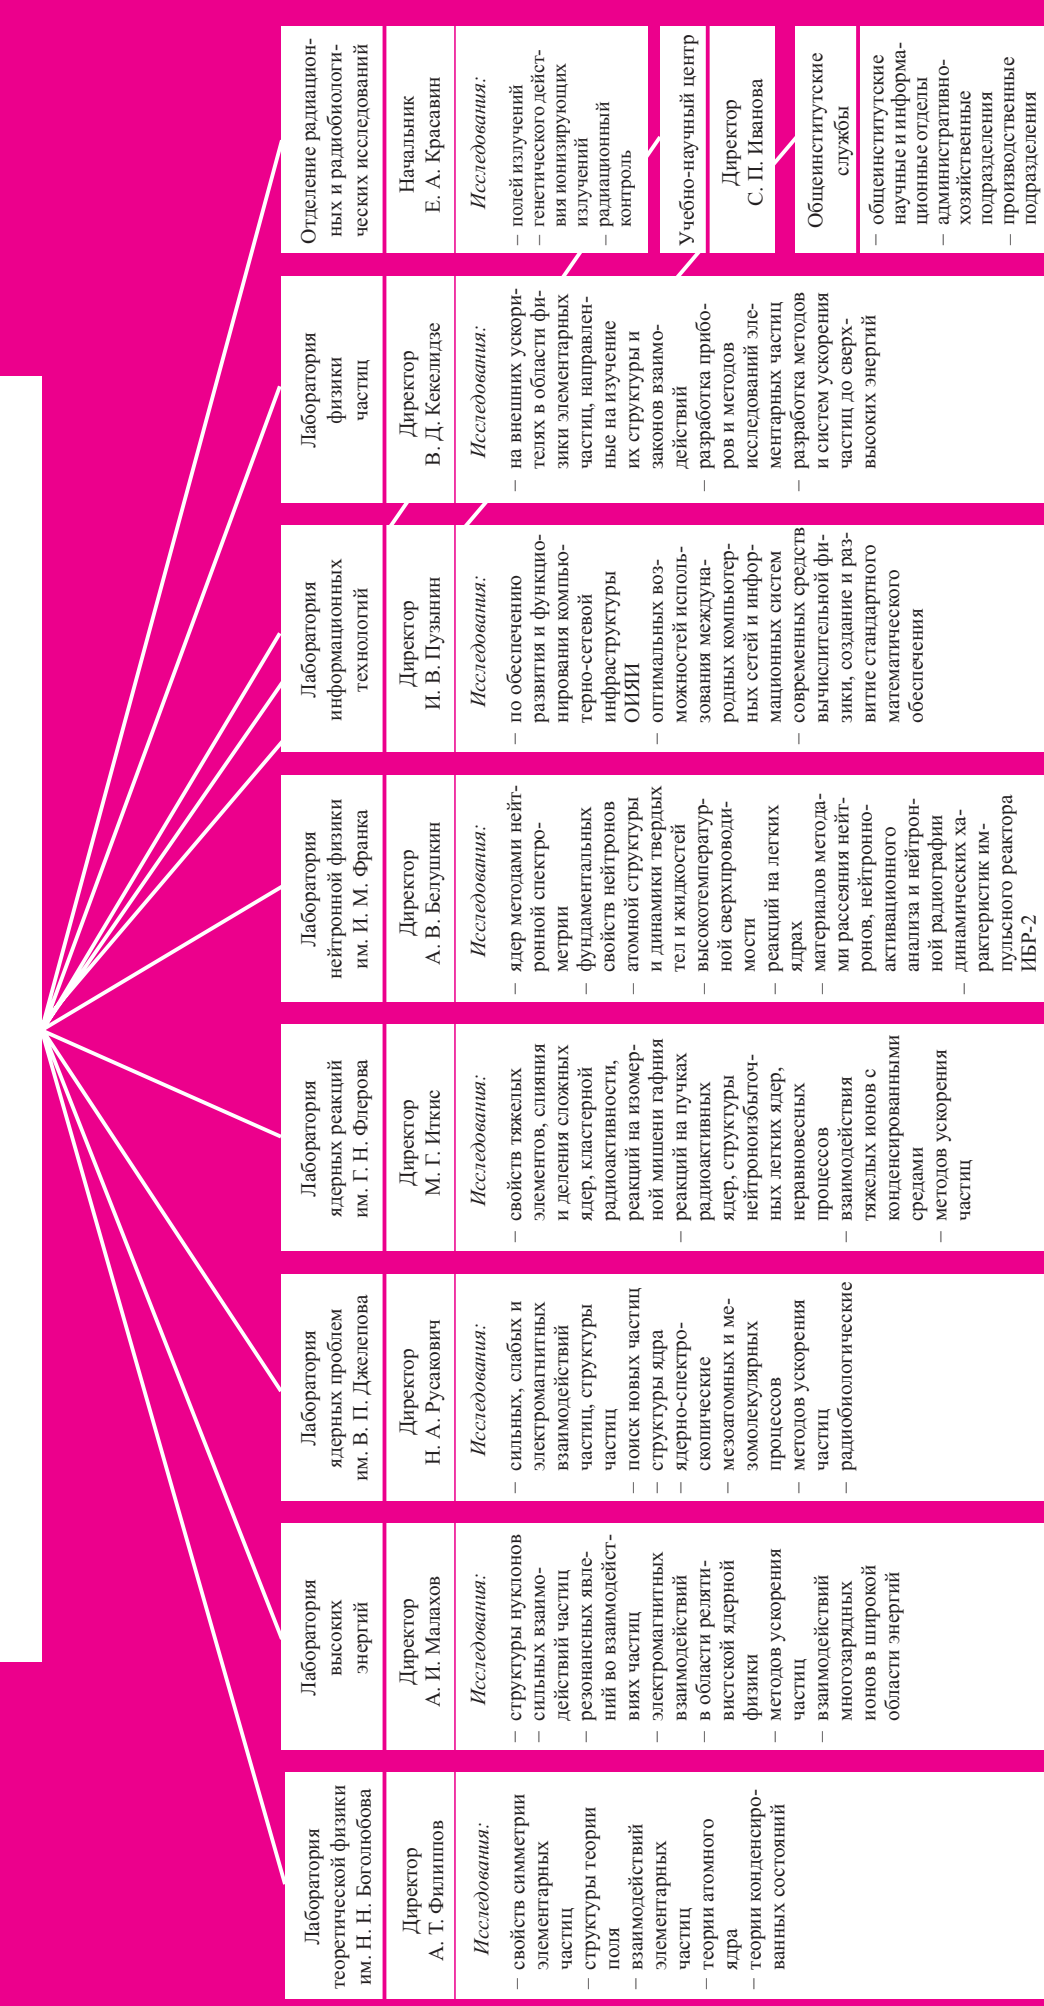 Лаборатория
теоретической физики
им. Н. Н. Боголюбова
Директор
А. Т. Филиппов
Исследования:
– свойств симметрии
элементарных
частиц
– структуры теории
поля
– взаимодействий
элементарных
частиц
– теории атомного
ядра
– теории конденсиро-
ванных состояний
Лаборатория
высоких
энергий
Директор
А. И. Малахов
Исследования:
– структуры нуклонов
– сильных взаимо-
действий частиц
– резонансных явле-
ний во взаимодейст-
виях частиц
– электромагнитных
взаимодействий
– в области реляти-
вистской ядерной
физики
– методов ускорения
частиц
– взаимодействий
многозарядных
ионов в широкой
области энергий
Лаборатория
ядерных проблем
им. В. П. Джелепова
Директор
Н. А. Русакович
Исследования:
– сильных, слабых и
электромагнитных
взаимодействий
частиц, структуры
частиц
– поиск новых частиц
– структуры ядра
– ядерно-спектро-
скопические
– мезоатомных и ме-
зомолекулярных
процессов
– методов ускорения
частиц
– радиобиологические
Лаборатория
ядерных реакций
им. Г. Н. Флерова
Директор
М. Г. Иткис
Исследования:
– свойств тяжелых
элементов, слияния
и деления сложных
ядер, кластерной
радиоактивности,
реакций на изомер-
ной мишени гафния
– реакций на пучках
радиоактивных
ядер, структуры
нейтроноизбыточ-
ных легких ядер,
неравновесных
процессов
– взаимодействия
тяжелых ионов с
конденсированными
средами
– методов ускорения
частиц
Лаборатория
нейтронной физики
им. И. М. Франка
Директор
А. В. Белушкин
Исследования:
– ядер методами нейт-
ронной спектро-
метрии
– фундаментальных
свойств нейтронов
– атомной структуры
и динамики твердых
тел и жидкостей
– высокотемператур-
ной сверхпроводи-
мости
– реакций на легких
ядрах
– материалов метода-
ми рассеяния нейт-
ронов, нейтронно-
активационного
анализа и нейтрон-
ной радиографии
– динамических ха-
рактеристик им-
пульсного реактора
ИБР-2
Лаборатория
информационных
технологий
Директор
И. В. Пузынин
Исследования:
– по обеспечению
развития и функцио-
нирования компью-
терно-сетевой
инфраструктуры
ОИЯИ
– оптимальных воз-
можностей исполь-
зования междуна-
родных компьютер-
ных сетей и инфор-
мационных систем
– современных средств
вычислительной фи-
зики, создание и раз-
витие стандартного
математического
обеспечения
Лаборатория
физики
частиц
Директор
В. Д. Кекелидзе
Исследования:
– на внешних ускори-
телях в области фи-
зики элементарных
частиц, направлен-
ные на изучение
их структуры и
законов взаимо-
действий
– разработка прибо-
ров и методов
исследований эле-
ментарных частиц
– разработка методов
и систем ускорения
частиц до сверх-
высоких энергий
Отделение радиацион-
ных и радиобиологи-
ческих исследований
Начальник
Е. А. Красавин
Исследования:
– полей излучений
– генетического дейст-
вия ионизирующих
излучений
– радиационный
контроль
Учебно-научный центр
Директор
С. П. Иванова
Общеинститутские
службы
– общеинститутские
научные и информа-
ционные отделы
– административно-
хозяйственные
подразделения
– производственные
подразделения